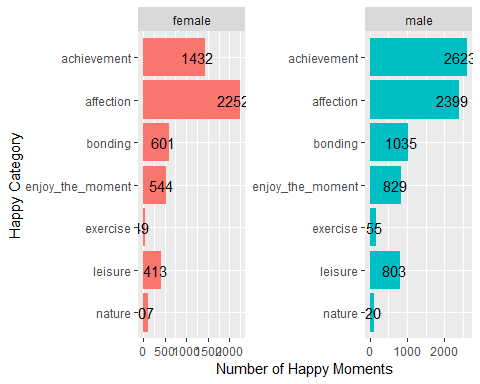 female
male
Happy Category
achievement
1432
achievement
2623
affection
2252
affection
2399
bonding
601
bonding
1035
enjoy_the_moment
544
enjoy_the_moment
829
exercise
exercise
55
leisure
413
leisure
803
nature
07
nature
20
0 500 1000 1500 2000
0 1000 2000
Number of Happy Moments